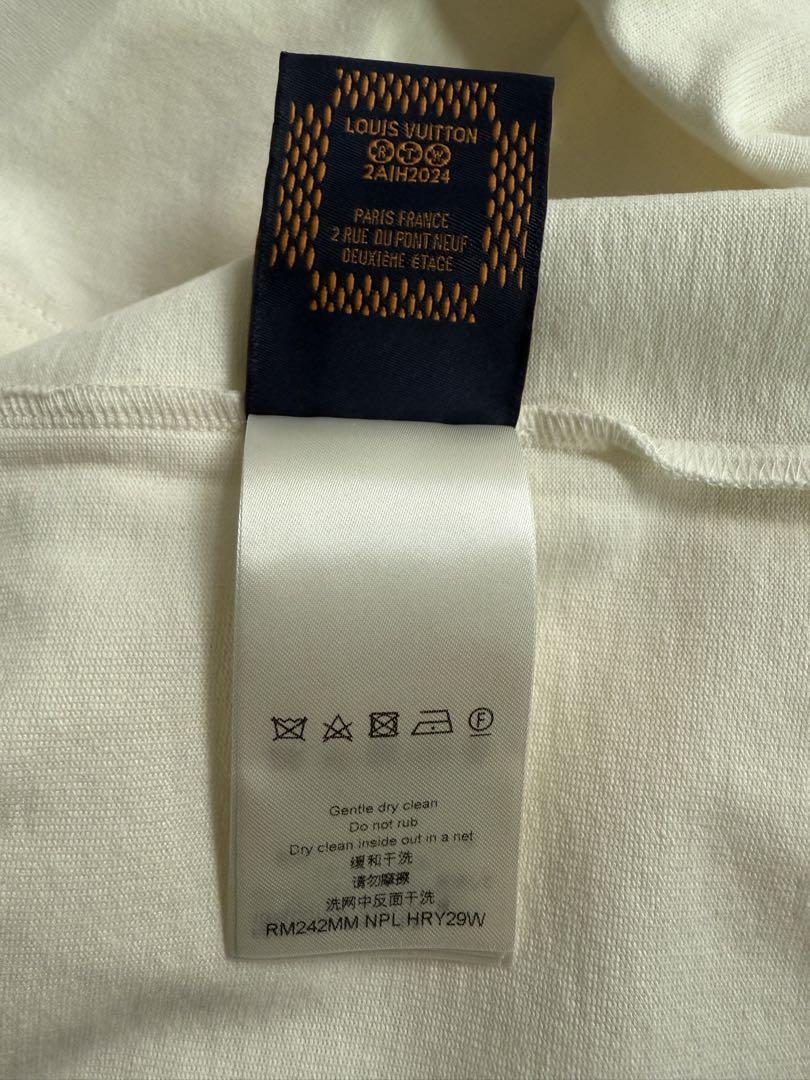 LOUIS VUITTON
R T W
2AIH2024
PARIS FRANCE
2 RUE DU PONT NEUF
DEUXIÈME ÉTAGE
F
Gentle dry clean
Do not rub
Dry clean inside out in a net
缓和干洗
请勿摩擦
洗网中反面干洗
RM242MM NPL HRY29W